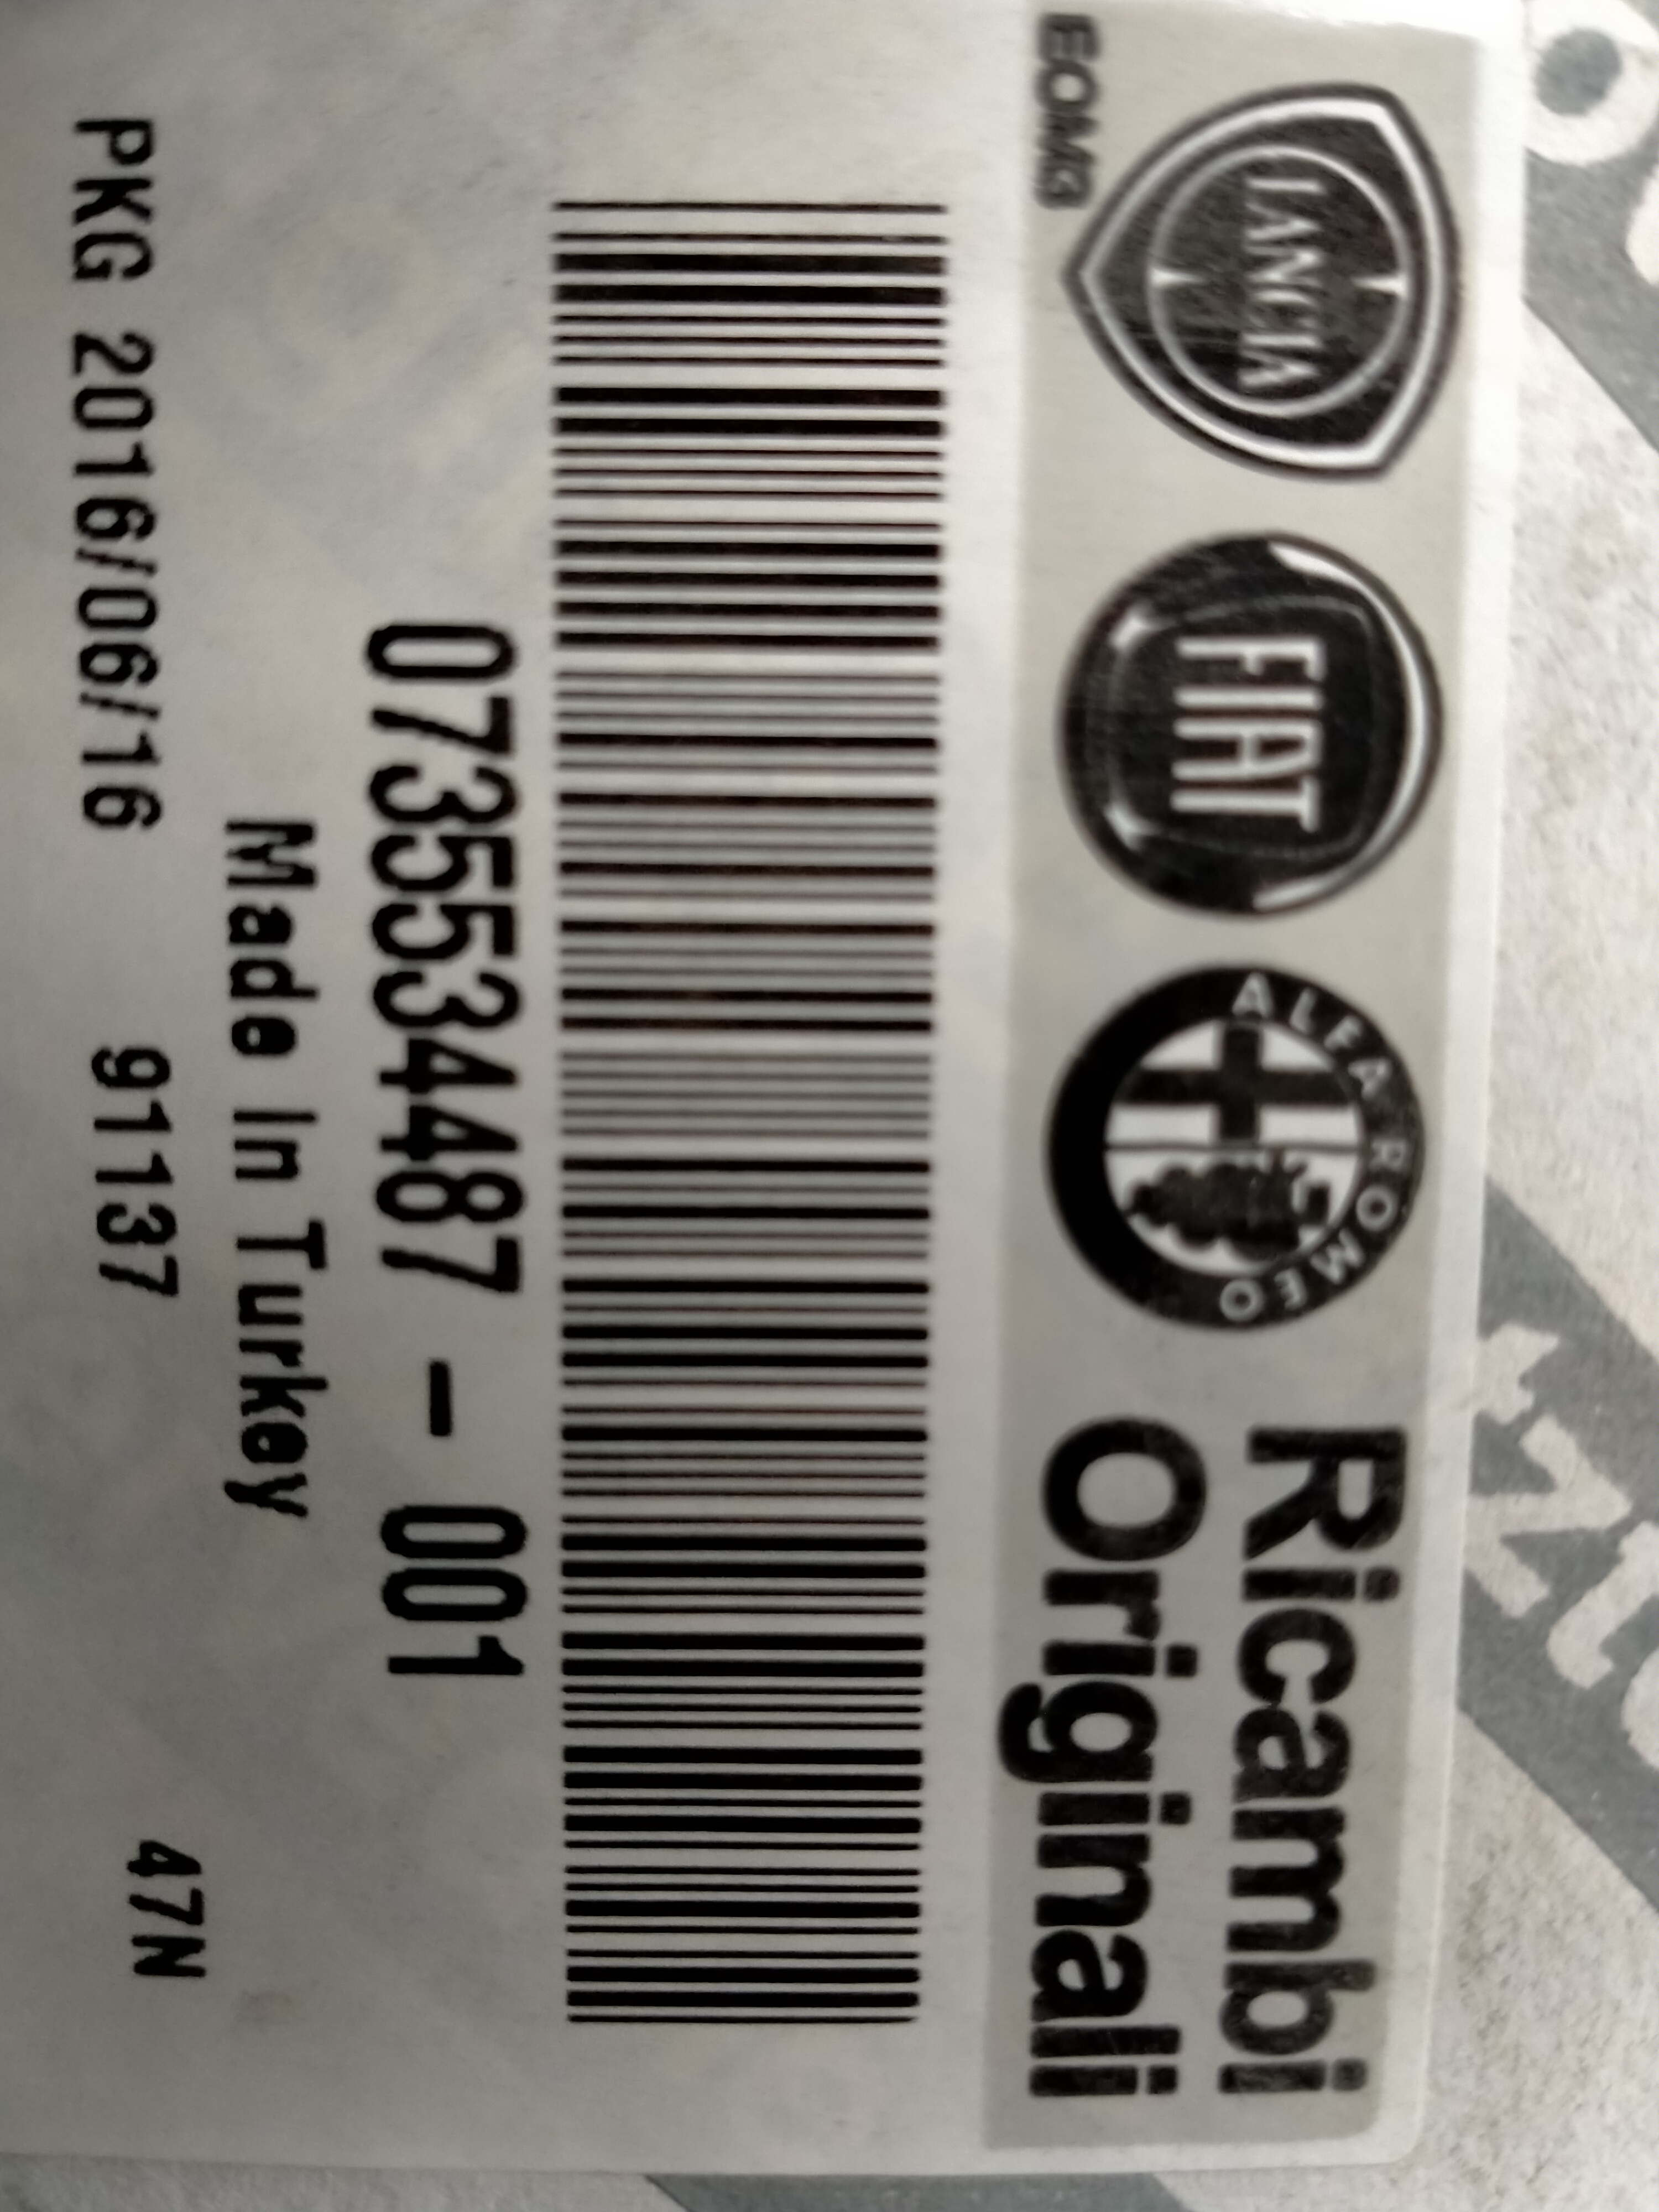 EOMG
LANCIA
FIAT
ALFA ROMEO
Ricambi
Originali
0735534487 - 001
Made In Turkey
PKG 2016/06/16 91137 47N